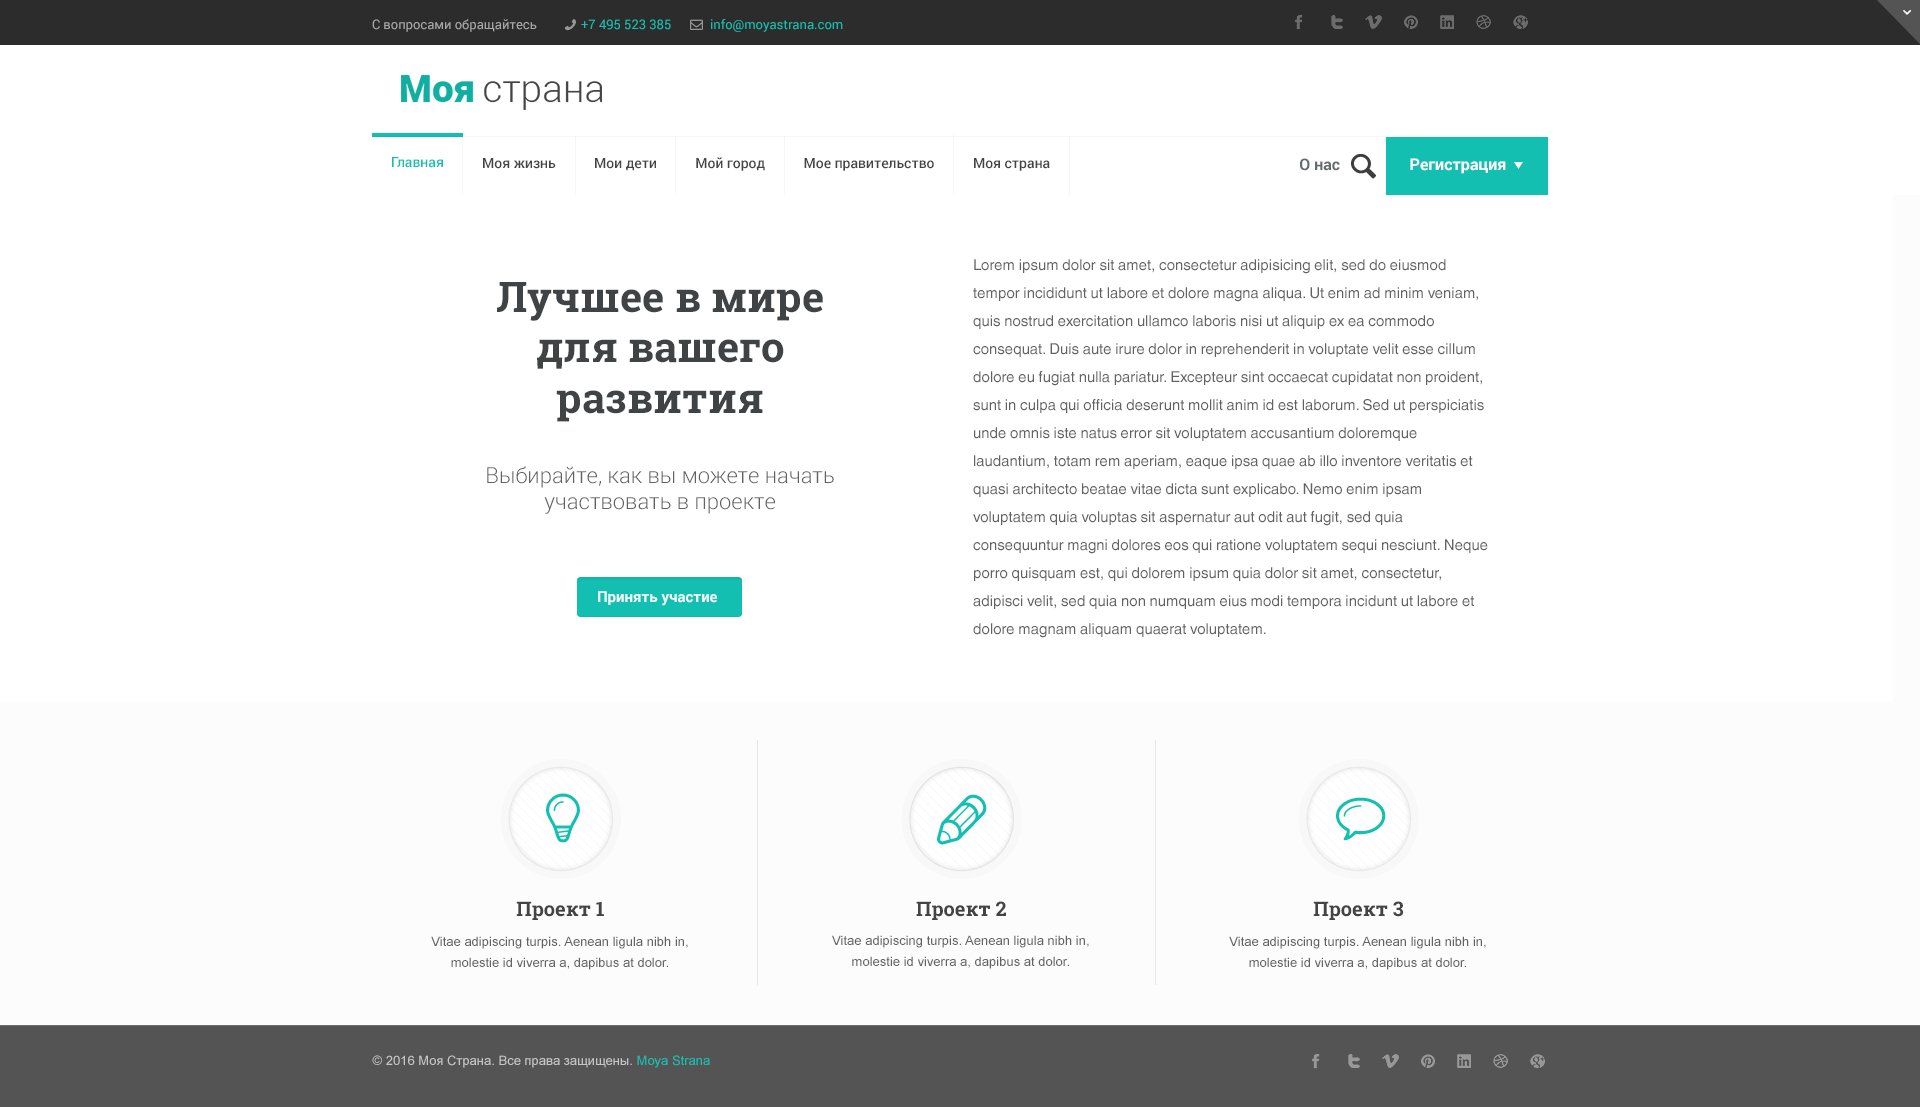 С вопросами обращайтесь +7 495 523 385 info@moyastrana.com
Моя страна
Главная Моя жизнь Мои дети Мой город Мое правительство Моя страна О нас Регистрация
Лучшее в мире
для вашего
развития
Выбирайте, как вы можете начать
участвовать в проекте
Принять участие
Lorem ipsum dolor sit amet, consectetur adipisicing elit, sed do eiusmod
tempor incididunt ut labore et dolore magna aliqua. Ut enim ad minim veniam,
quis nostrud exercitation ullamco laboris nisi ut aliquip ex ea commodo
consequat. Duis aute irure dolor in reprehenderit in voluptate velit esse cillum
dolore eu fugiat nulla pariatur. Excepteur sint occaecat cupidatat non proident,
sunt in culpa qui officia deserunt mollit anim id est laborum. Sed ut perspiciatis
unde omnis iste natus error sit voluptatem accusantium doloremque
laudantium, totam rem aperiam, eaque ipsa quae ab illo inventore veritatis et
quasi architecto beatae vitae dicta sunt explicabo. Nemo enim ipsam
voluptatem quia voluptas sit aspernatur aut odit aut fugit, sed quia
consequuntur magni dolores eos qui ratione voluptatem sequi nesciunt. Neque
porro quisquam est, qui dolorem ipsum quia dolor sit amet, consectetur,
adipisci velit, sed quia non numquam eius modi tempora incidunt ut labore et
dolore magnam aliquam quaerat voluptatem.
Проект 1
Vitae adipiscing turpis. Aenean ligula nibh in,
molestie id viverra a, dapibus at dolor.
Проект 2
Vitae adipiscing turpis. Aenean ligula nibh in,
molestie id viverra a, dapibus at dolor.
Проект 3
Vitae adipiscing turpis. Aenean ligula nibh in,
molestie id viverra a, dapibus at dolor.
© 2016 Моя Страна. Все права защищены. Moya Strana